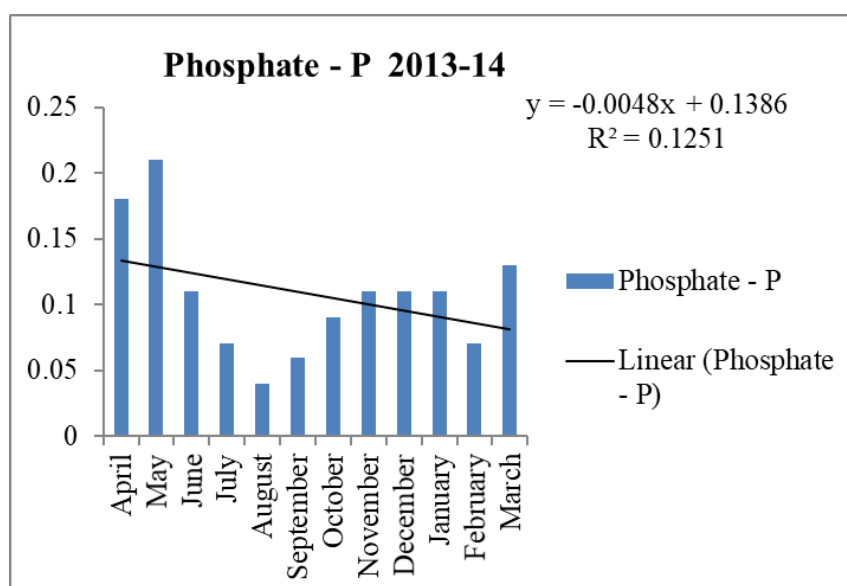 Phosphate - P  2013-14
y = -0.0048x + 0.1386
R² = 0.1251
0.25
0.2
0.15
0.1
0.05
0
April
May
June
July
August
September
October
November
December
January
February
March
Phosphate - P
Linear (Phosphate
- P)